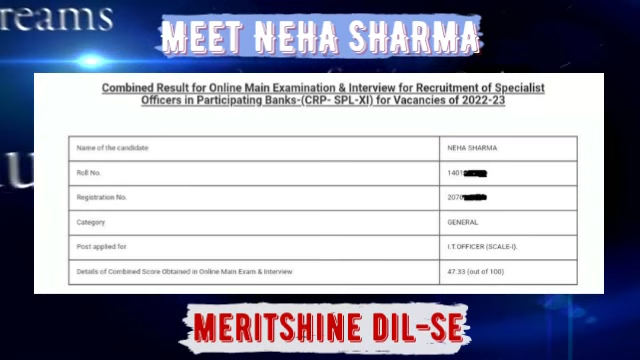 reams
MEET NEHA SHARMA
Combined Result for Online Main Examination & Interview for Recruitment of Specialist
Officers in Participating Banks-(CRP- SPL-XI) for Vacancies of 2022-23
Name of the candidate NEHA SHARMA
Roll No. 1401
Registration No. 2070
Category GENERAL
Post applied for I.T.OFFICER (SCALE-I).
Details of Combined Score Obtained in Online Main Exam & Interview 47.33 (out of 100)
MERITSHINE DIL-SE